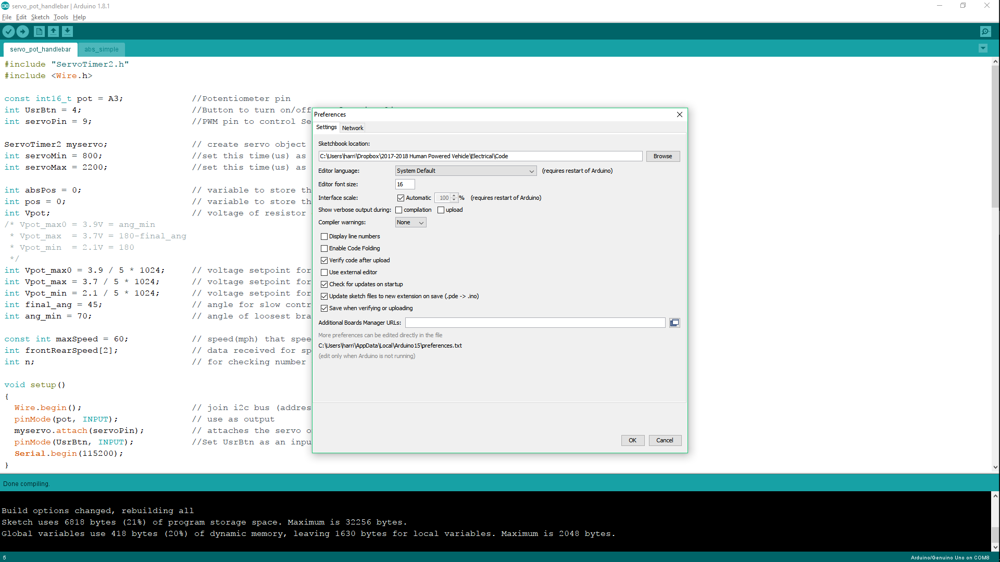 servo_pot_handlebar | Arduino 1.8.1
File Edit Sketch Tools Help
servo_pot_handlebar abs_simple
#include "ServoTimer2.h"
#include <Wire.h>
const int16_t pot = A3; //Potentiometer pin
int UsrBtn = 4; //Button to turn on/off
int servoPin = 9; //PWM pin to control Se
ServoTimer2 myservo; // create servo object
int servoMin = 800; //set this time(us) as
int servoMax = 2200; //set this time(us) as
int absPos = 0; // variable to store th
int pos = 0; // variable to store th
int Vpot; // voltage of resistor
/* Vpot_max0 = 3.9V = ang_min
* Vpot_max = 3.7V = 180-final_ang
* Vpot_min = 2.1V = 180
*/
int Vpot_max0 = 3.9 / 5 * 1024; // voltage setpoint for
int Vpot_max = 3.7 / 5 * 1024; // voltage setpoint for
int Vpot_min = 2.1 / 5 * 1024; // voltage setpoint for
int final_ang = 45; // angle for slow contr
int ang_min = 70; // angle of loosest bra
const int maxSpeed = 60; // speed(mph) that spee
int frontRearSpeed[2]; // data received for sp
int n; // for checking number
void setup()
{
Wire.begin(); // join i2c bus (addres
pinMode(pot, INPUT); // use as output
myservo.attach(servoPin); // attaches the servo o
pinMode(UsrBtn, INPUT); //Set UsrBtn as an inpu
Serial.begin(115200);
}
Preferences
Settings Network
Sketchbook location:
C:\Users\harri\Dropbox\2017-2018 Human Powered Vehicle\Electrical\Code Browse
Editor language: System Default (requires restart of Arduino)
Editor font size: 16
Interface scale: Automatic 100 % (requires restart of Arduino)
Show verbose output during: compilation upload
Compiler warnings: None
Display line numbers
Enable Code Folding
Verify code after upload
Use external editor
Check for updates on startup
Update sketch files to new extension on save (.pde -> .ino)
Save when verifying or uploading
Additional Boards Manager URLs:
More preferences can be edited directly in the file
C:\Users\harri\AppData\Local\Arduino15\preferences.txt
(edit only when Arduino is not running)
OK Cancel
Done compiling.
Build options changed, rebuilding all
Sketch uses 6818 bytes (21%) of program storage space. Maximum is 32256 bytes.
Global variables use 418 bytes (20%) of dynamic memory, leaving 1630 bytes for local variables. Maximum is 2048 bytes.
5 Arduino/Genuino Uno on COM8